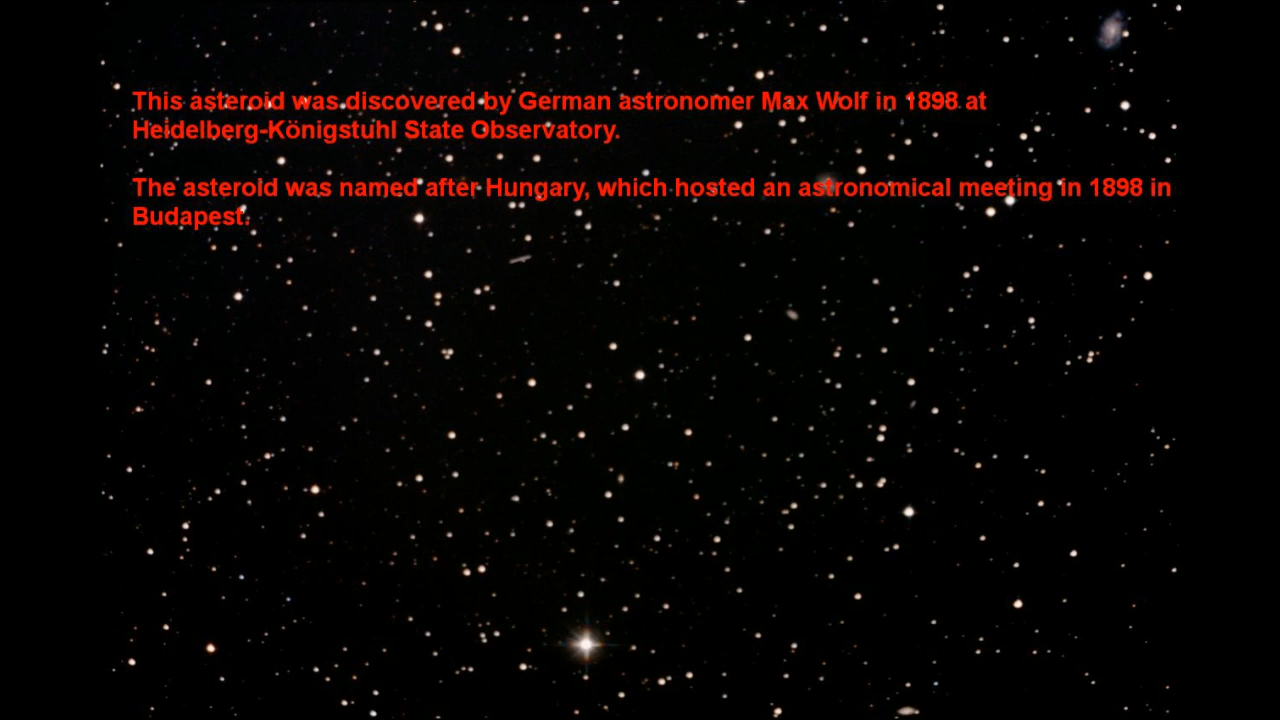 This asteroid was discovered by German astronomer Max Wolf in 1898 at
Heidelberg-Königstuhl State Observatory.
The asteroid was named after Hungary, which hosted an astronomical meeting in 1898 in
Budapest.